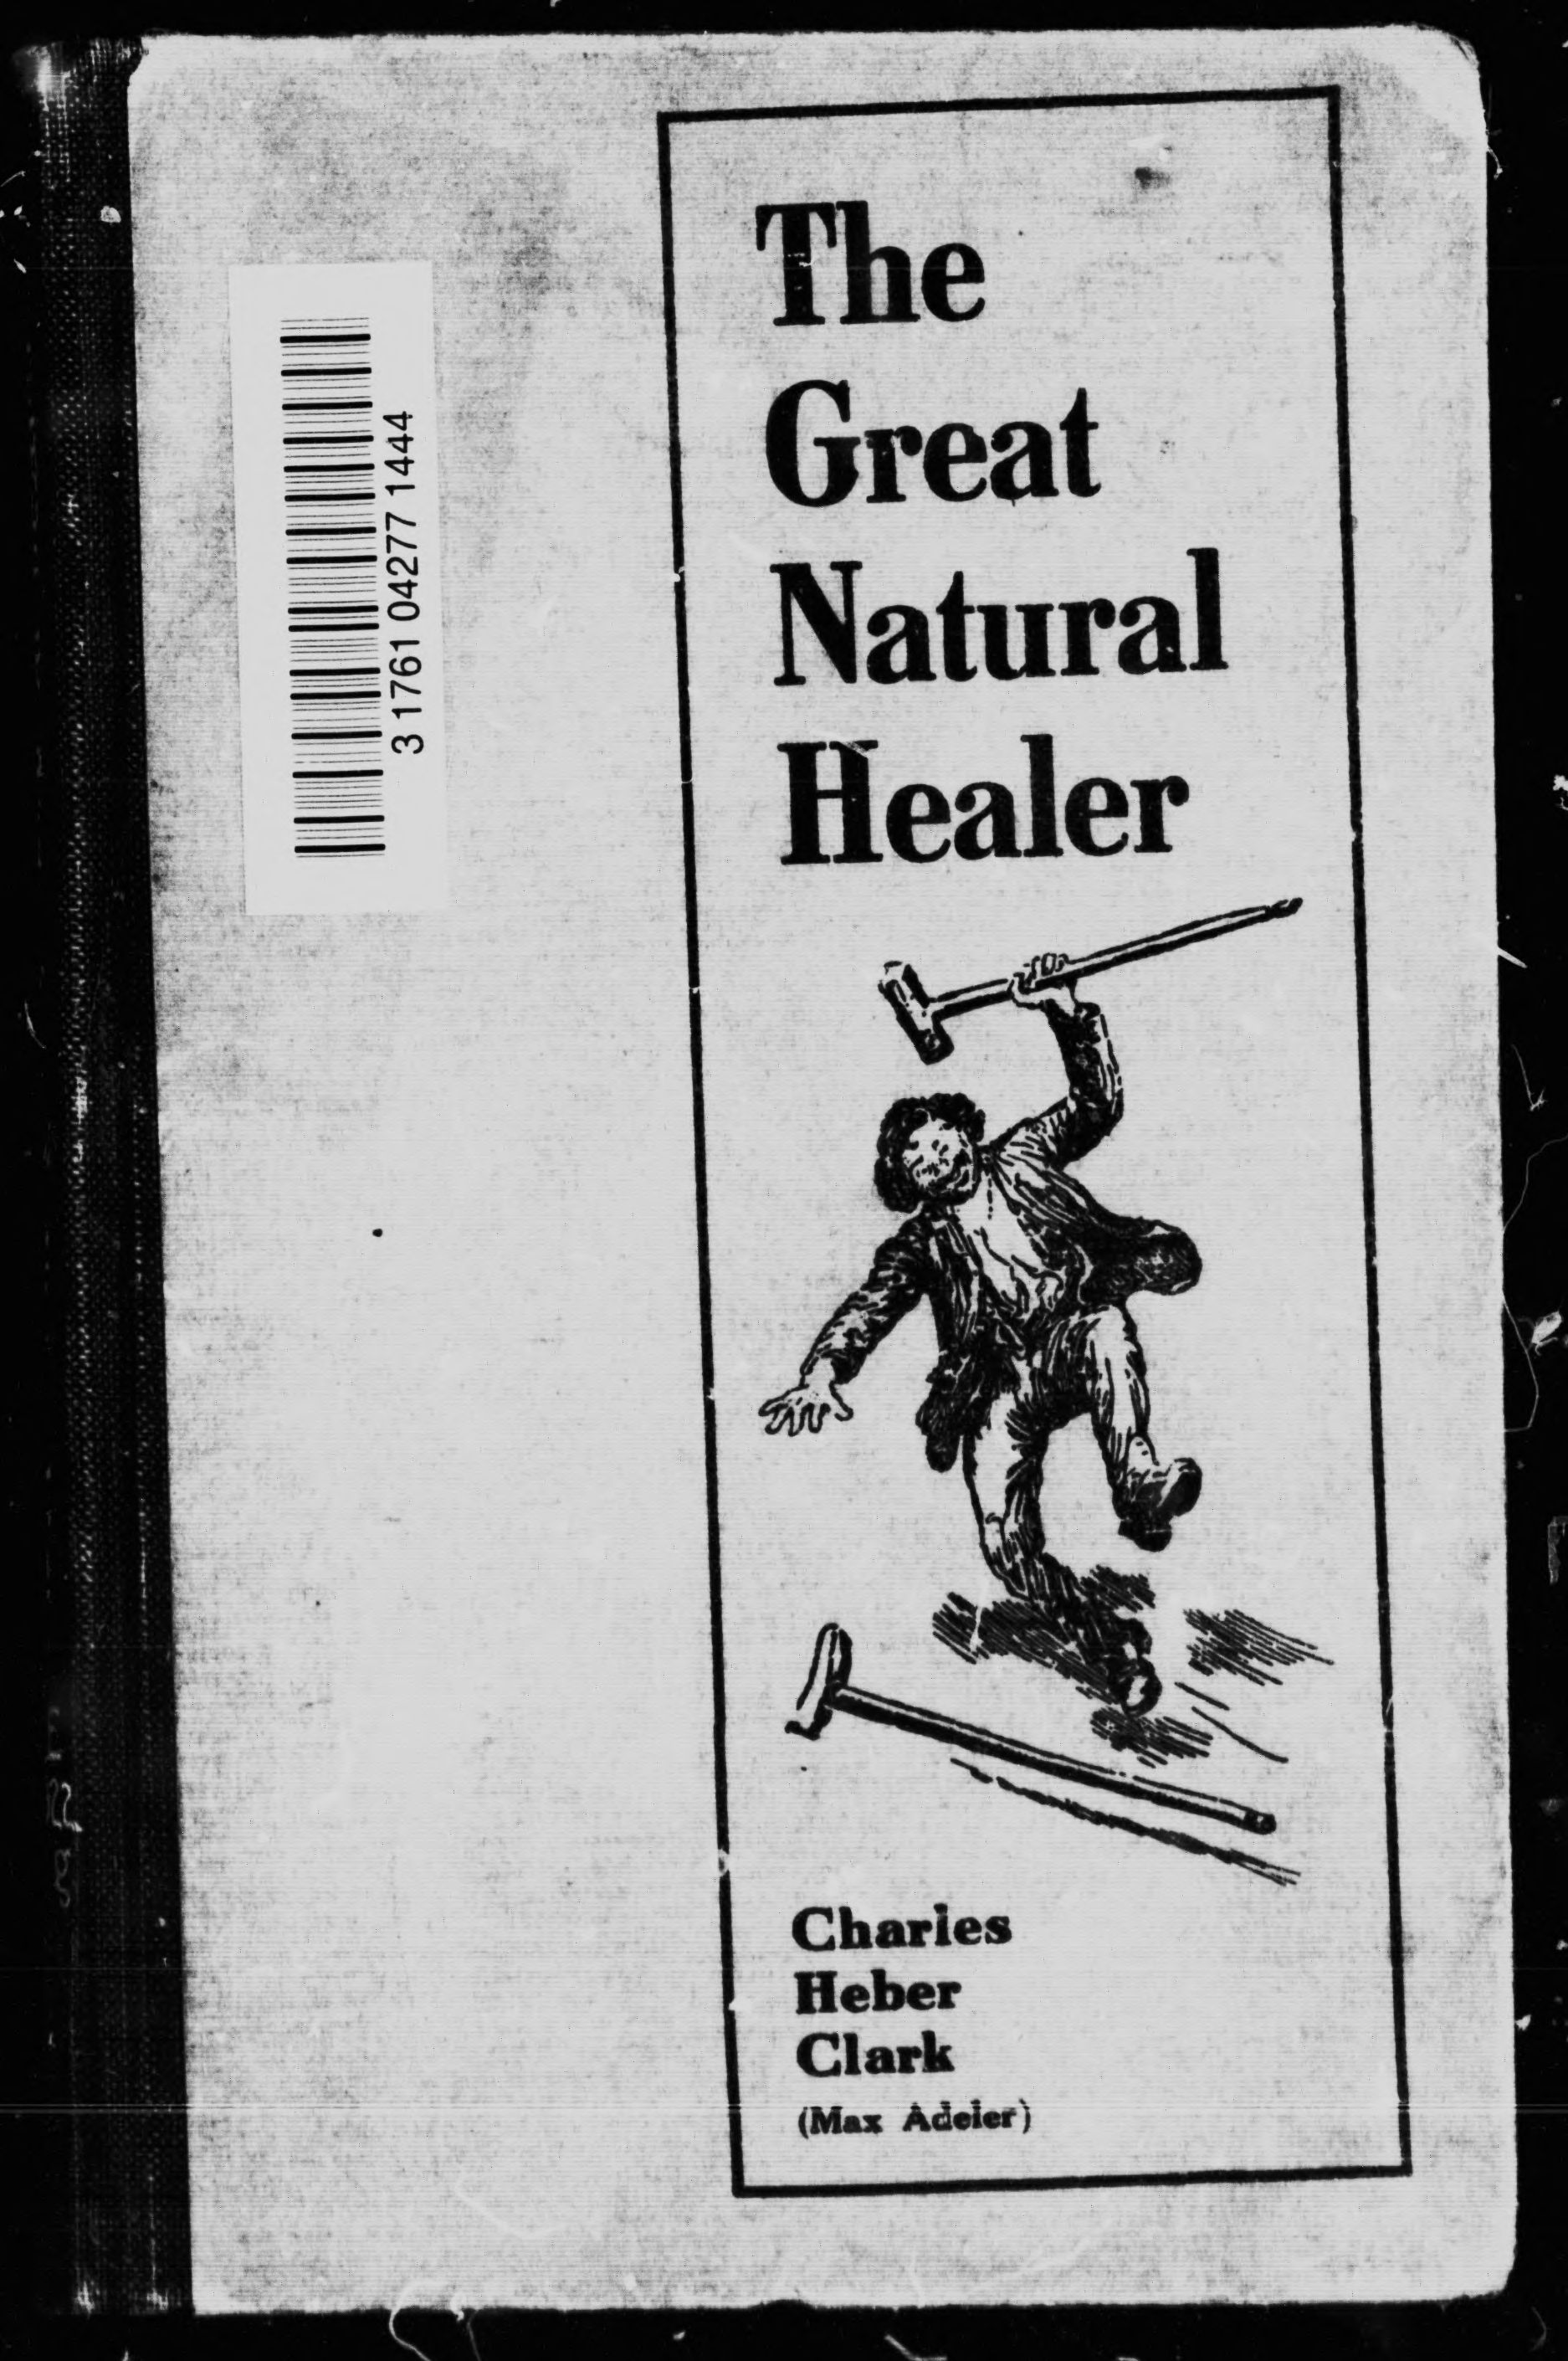 The
Great
Natural
Healer
Charles
Heber
Clark
(Max Adeler)
3 1761 04277 1444